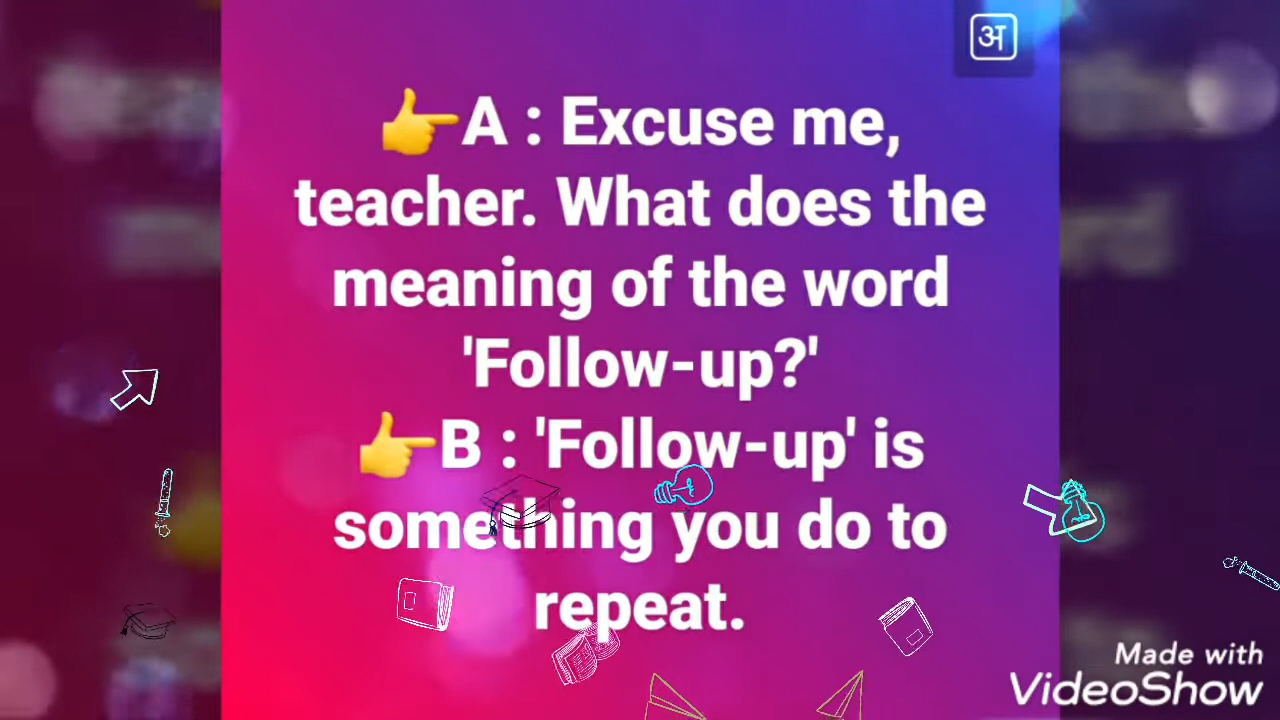 अ
👉A : Excuse me,
teacher. What does the
meaning of the word
'Follow-up?'
👉B : 'Follow-up' is
something you do to
repeat.
Made with
VideoShow